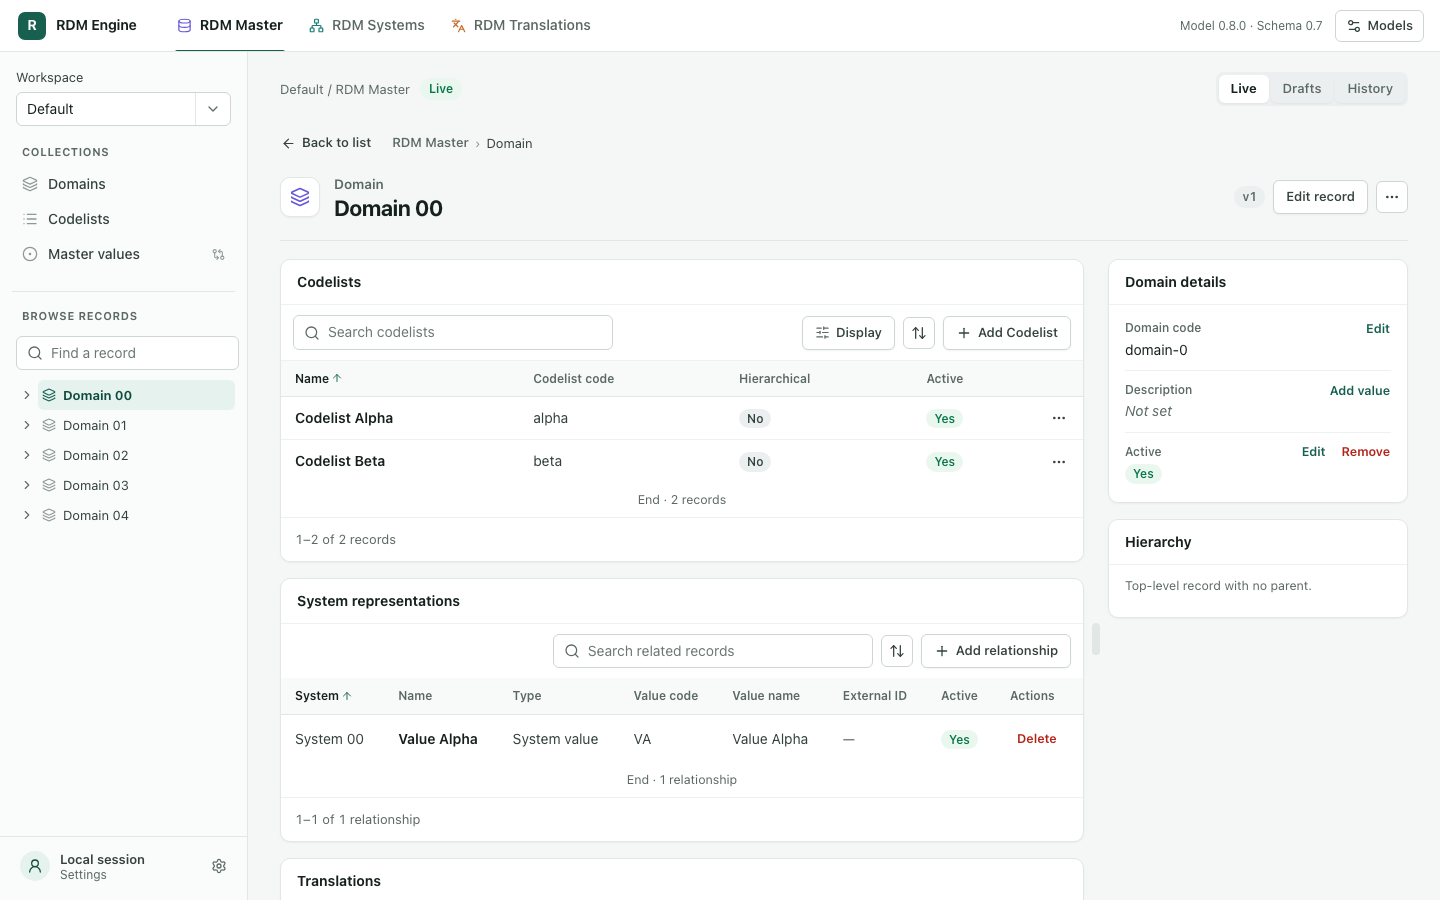 R RDM Engine RDM Master RDM Systems RDM Translations Model 0.8.0 · Schema 0.7 Models
Workspace
Default
COLLECTIONS
Domains
Codelists
Master values
BROWSE RECORDS
Find a record
Domain 00
Domain 01
Domain 02
Domain 03
Domain 04
Local session
Settings
Default / RDM Master Live Live Drafts History
Back to list RDM Master › Domain
Domain
Domain 00 v1 Edit record
Codelists
Search codelists Display Add Codelist
Name Codelist code Hierarchical Active
Codelist Alpha alpha No Yes
Codelist Beta beta No Yes
End · 2 records
1–2 of 2 records
System representations
Search related records Add relationship
System Name Type Value code Value name External ID Active Actions
System 00 Value Alpha System value VA Value Alpha — Yes Delete
End · 1 relationship
1–1 of 1 relationship
Translations
Domain details
Domain code Edit
domain-0
Description Add value
Not set
Active Edit Remove
Yes
Hierarchy
Top-level record with no parent.